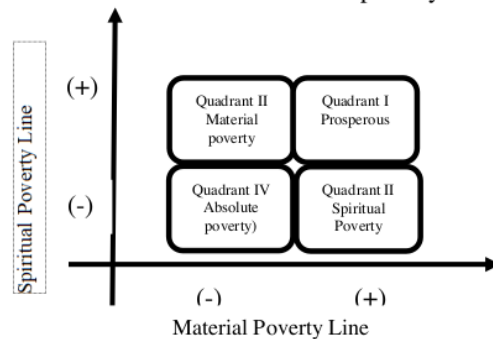 (+)
Quadrant II
Material
poverty
Quadrant I
Prosperous
(-)
Quadrant IV
Absolute
poverty)
Quadrant II
Spiritual
Poverty
Spiritual Poverty Line
(-)
(+)
Material Poverty Line